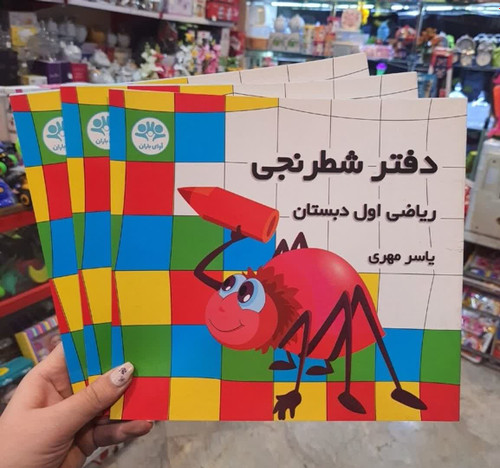 دفتر شطرنجی
ریاضی اول دبستان
یاسر مهری